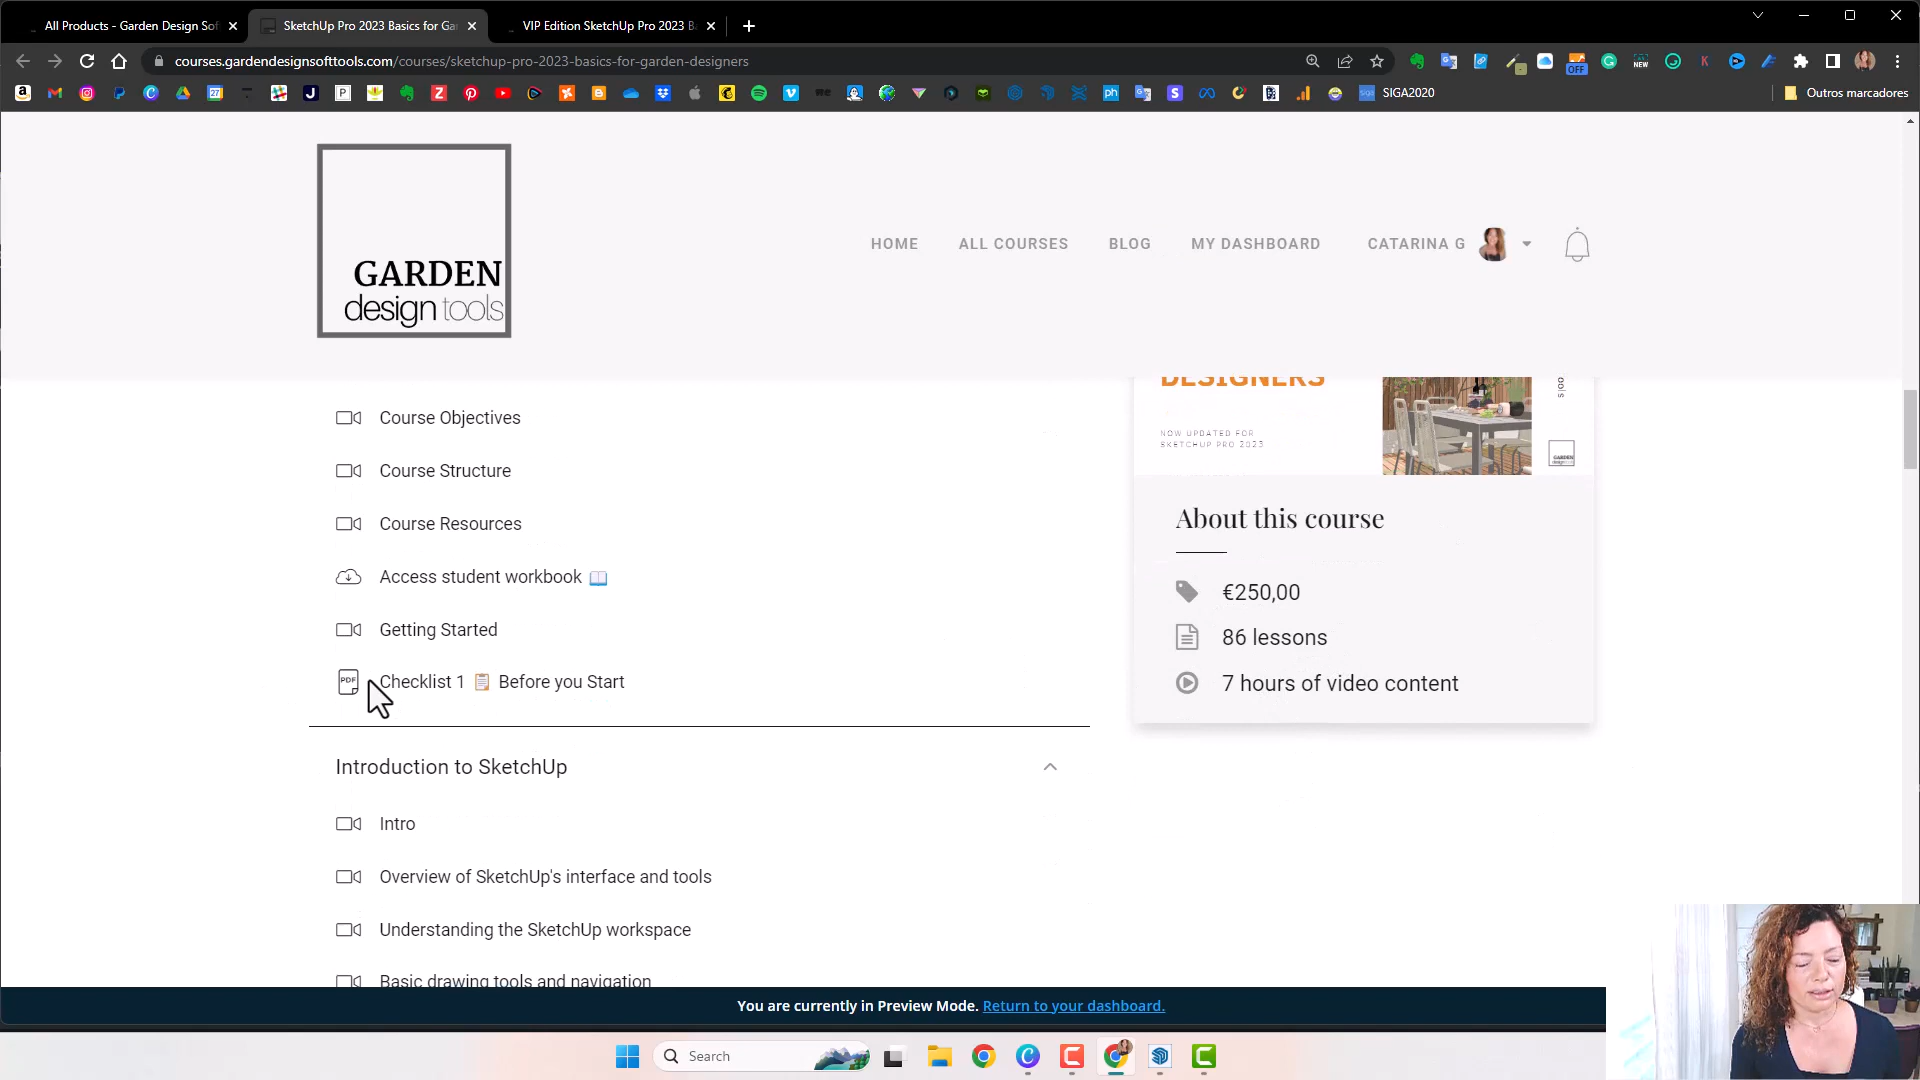 All Products - Garden Design Sof
SketchUp Pro 2023 Basics for Ga
VIP Edition SketchUp Pro 2023 B
courses.gardendesignsofttools.com/courses/sketchup-pro-2023-basics-for-garden-designers
OFF
NEW
SIGA2020
Outros marcadores
GARDEN
design tools
HOME
ALL COURSES
BLOG
MY DASHBOARD
CATARINA G
DESIGNERS
NOW UPDATED FOR
SKETCHUP PRO 2023
Course Objectives
Course Structure
Course Resources
Access student workbook
Getting Started
PDF
Checklist 1 📋 Before you Start
About this course
€250,00
86 lessons
7 hours of video content
Introduction to SketchUp
Intro
Overview of SketchUp's interface and tools
Understanding the SketchUp workspace
Basic drawing tools and navigation
You are currently in Preview Mode. Return to your dashboard.
Search